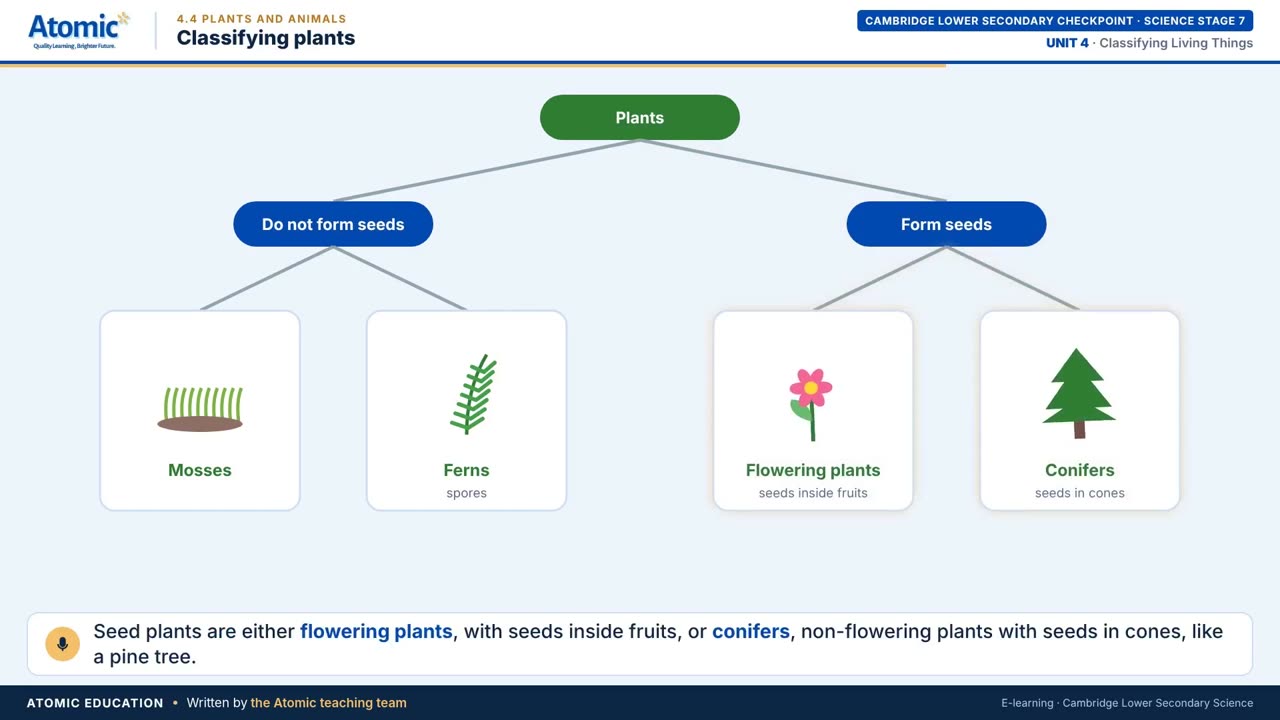 Atomic
Quality Learning, Brighter Future.
4.4 PLANTS AND ANIMALS
Classifying plants
CAMBRIDGE LOWER SECONDARY CHECKPOINT · SCIENCE STAGE 7
UNIT 4 · Classifying Living Things
Plants
Do not form seeds
Form seeds
Mosses
Ferns
spores
Flowering plants
seeds inside fruits
Conifers
seeds in cones
Seed plants are either flowering plants, with seeds inside fruits, or conifers, non-flowering plants with seeds in cones, like
a pine tree.
ATOMIC EDUCATION • Written by the Atomic teaching team
E-learning · Cambridge Lower Secondary Science